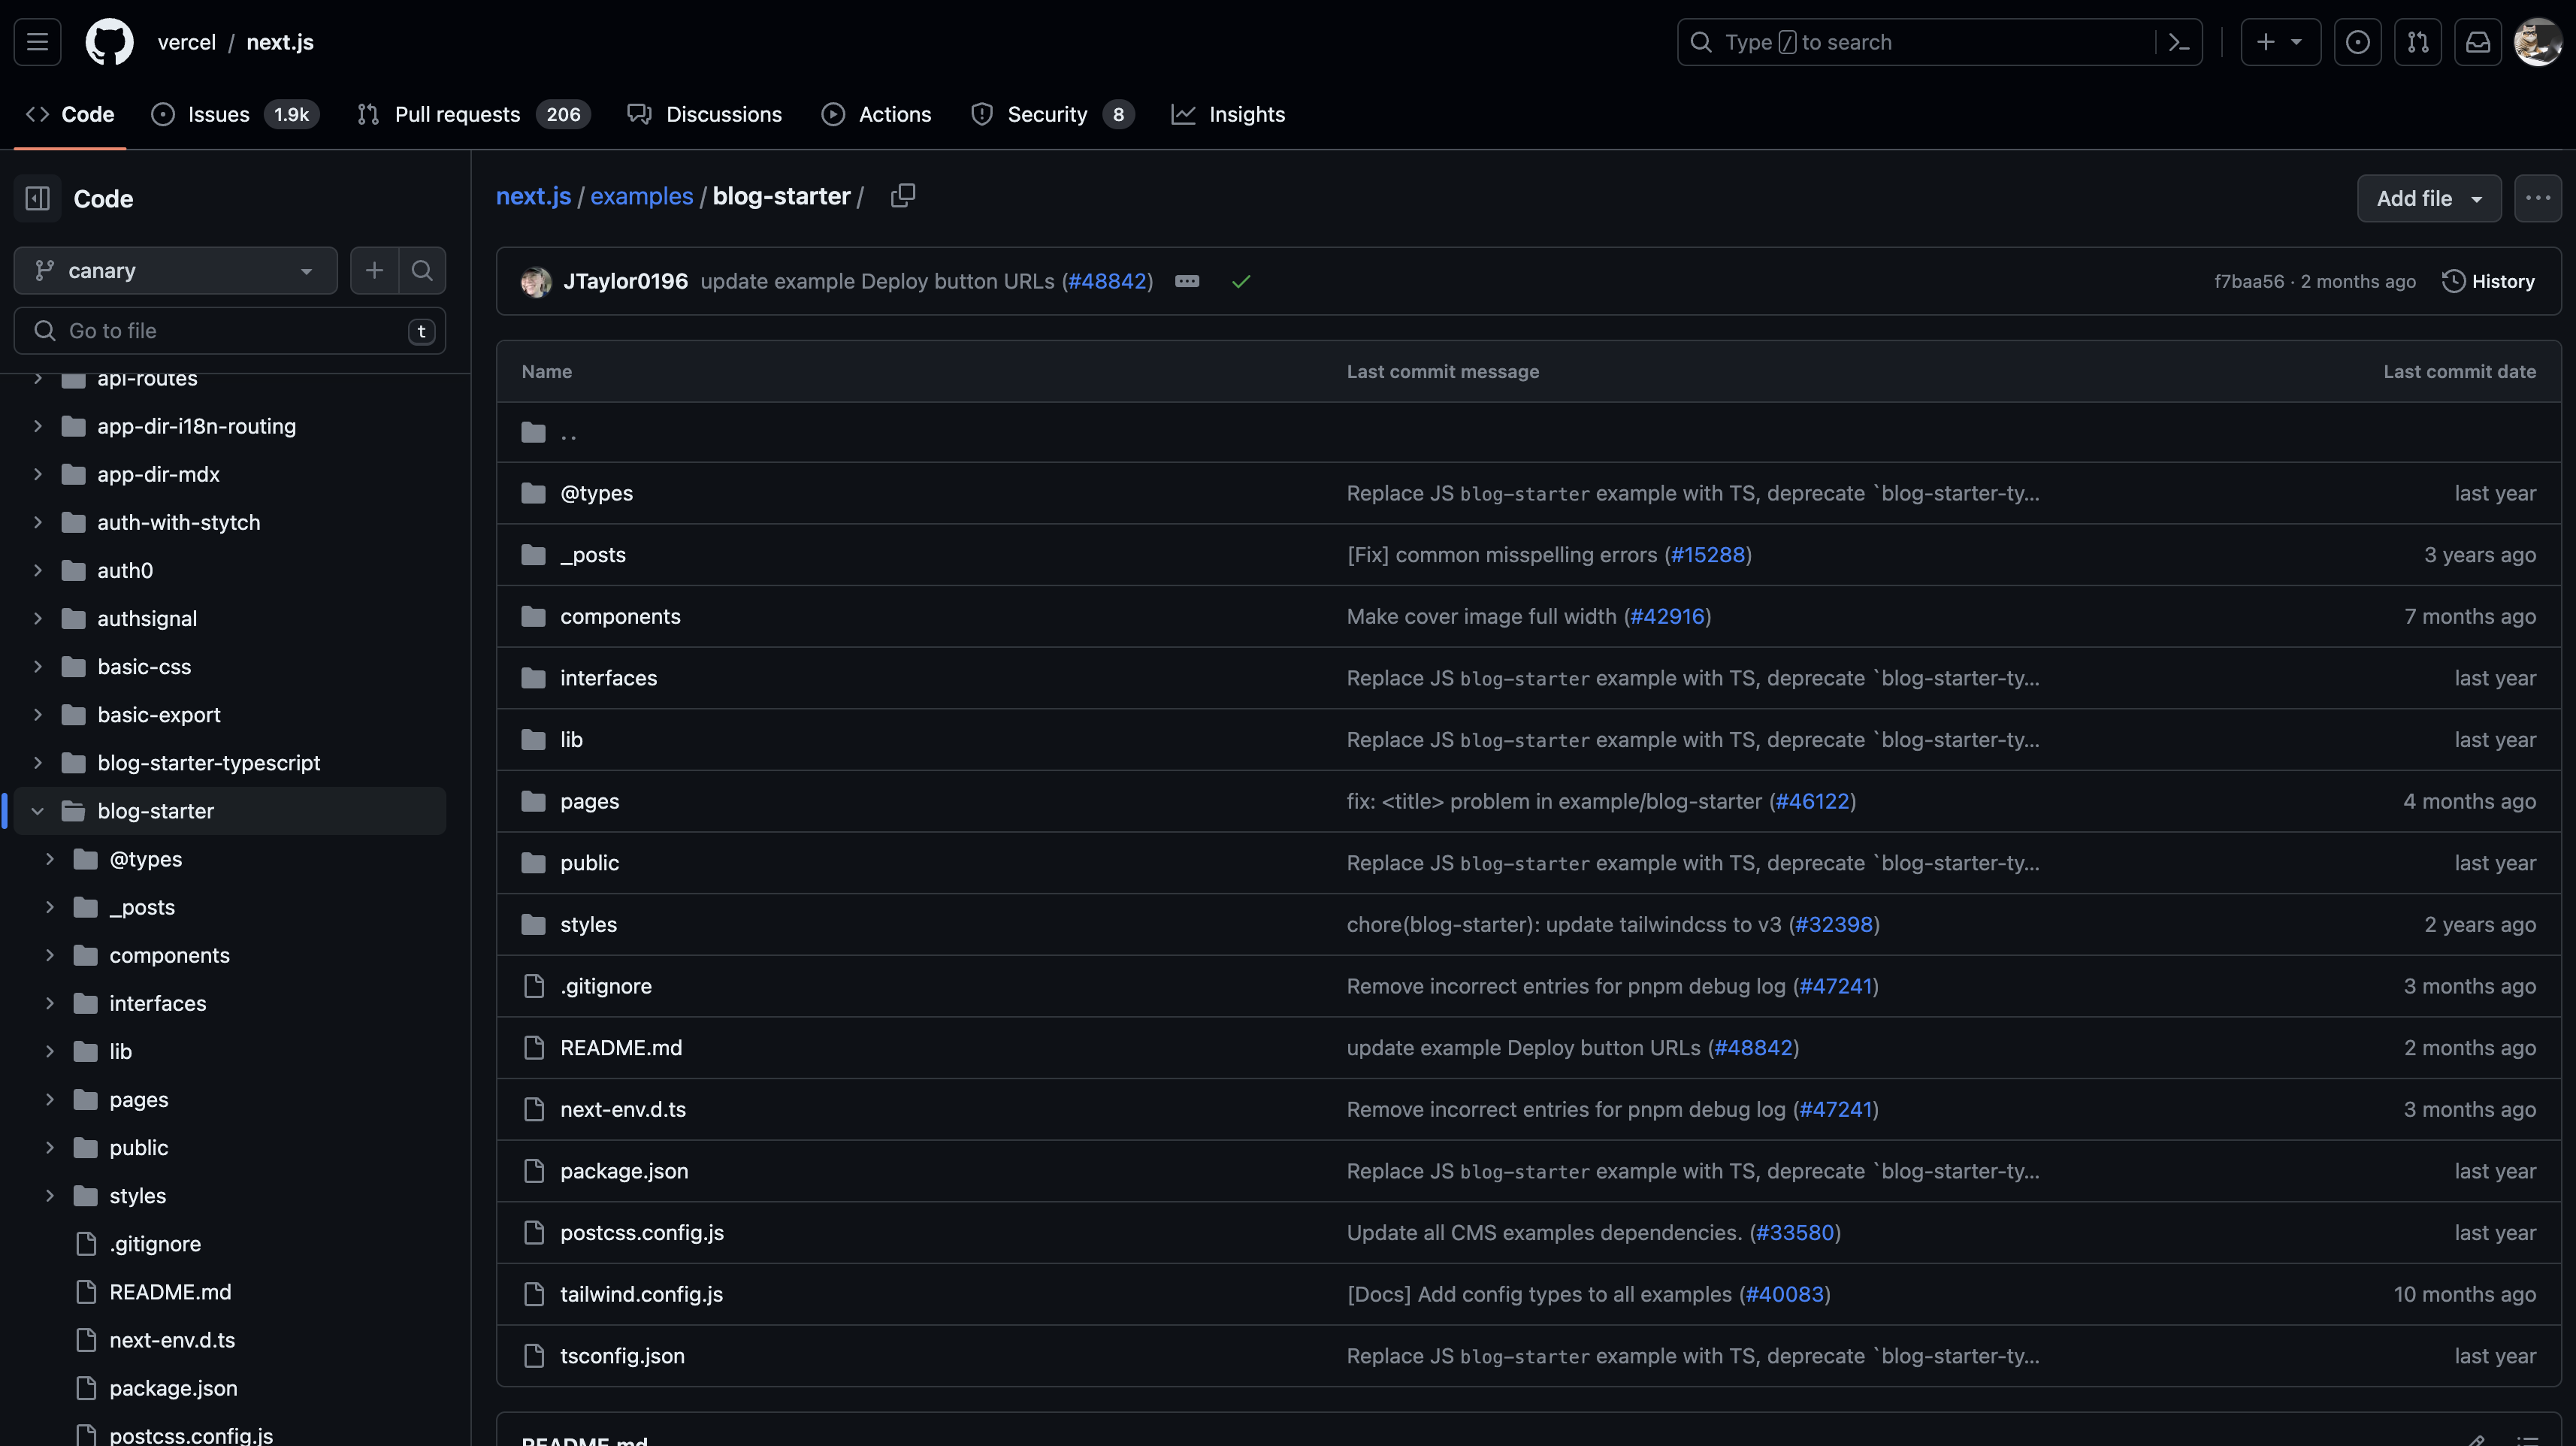 vercel / next.js
Type / to search
Code
Issues 1.9k
Pull requests 206
Discussions
Actions
Security 8
Insights
Code
canary
Go to file
t
api-routes
app-dir-i18n-routing
app-dir-mdx
auth-with-stytch
auth0
authsignal
basic-css
basic-export
blog-starter-typescript
blog-starter
@types
_posts
components
interfaces
lib
pages
public
styles
.gitignore
README.md
next-env.d.ts
package.json
postcss.config.js
next.js / examples / blog-starter /
Add file
JTaylor0196 update example Deploy button URLs (#48842)
f7baa56 · 2 months ago
History
Name Last commit message Last commit date
..
@types Replace JS blog-starter example with TS, deprecate `blog-starter-ty... last year
_posts [Fix] common misspelling errors (#15288) 3 years ago
components Make cover image full width (#42916) 7 months ago
interfaces Replace JS blog-starter example with TS, deprecate `blog-starter-ty... last year
lib Replace JS blog-starter example with TS, deprecate `blog-starter-ty... last year
pages fix: <title> problem in example/blog-starter (#46122) 4 months ago
public Replace JS blog-starter example with TS, deprecate `blog-starter-ty... last year
styles chore(blog-starter): update tailwindcss to v3 (#32398) 2 years ago
.gitignore Remove incorrect entries for pnpm debug log (#47241) 3 months ago
README.md update example Deploy button URLs (#48842) 2 months ago
next-env.d.ts Remove incorrect entries for pnpm debug log (#47241) 3 months ago
package.json Replace JS blog-starter example with TS, deprecate `blog-starter-ty... last year
postcss.config.js Update all CMS examples dependencies. (#33580) last year
tailwind.config.js [Docs] Add config types to all examples (#40083) 10 months ago
tsconfig.json Replace JS blog-starter example with TS, deprecate `blog-starter-ty... last year
README.md